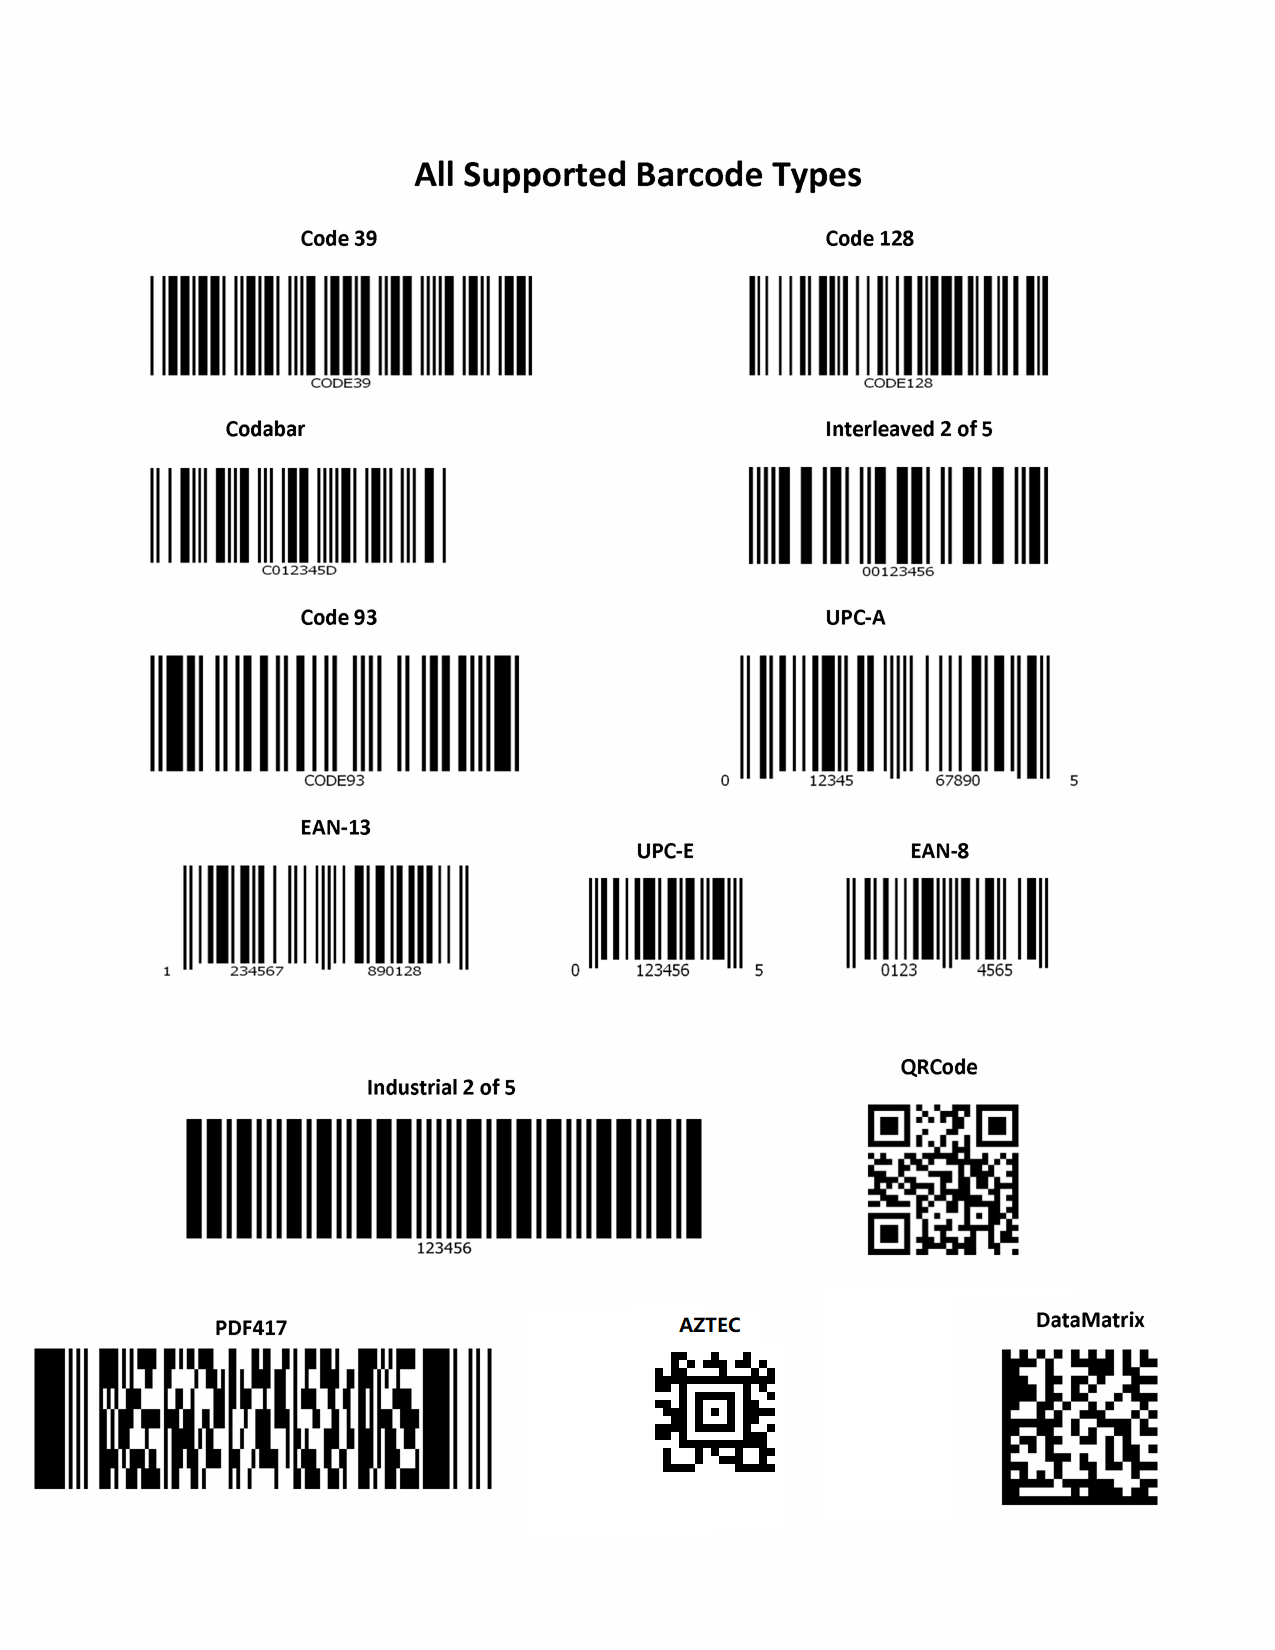 All Supported Barcode Types
Code 39
Code 128
CODE39
CODE128
Codabar
Interleaved 2 of 5
C012345D
00123456
Code 93
UPC-A
CODE93
0 12345 67890 5
EAN-13
UPC-E
EAN-8
1 234567 890128
0 123456 5
0123 4565
QRCode
Industrial 2 of 5
123456
PDF417
AZTEC
DataMatrix